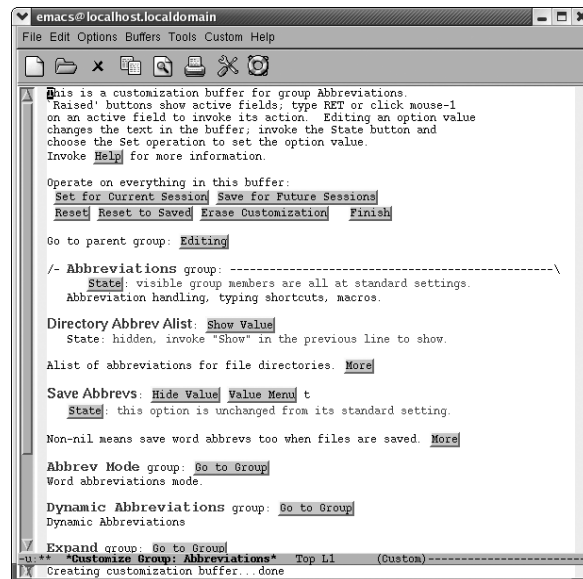 emacs@localhost.localdomain
File Edit Options Buffers Tools Custom Help
This is a customization buffer for group Abbreviations.
`Raised' buttons show active fields; type RET or click mouse-1
on an active field to invoke its action.  Editing an option value
changes the text in the buffer; invoke the State button and
choose the Set operation to set the option value.
Invoke Help for more information.
Operate on everything in this buffer:
Set for Current Session Save for Future Sessions
Reset Reset to Saved Erase Customization Finish
Go to parent group: Editing
/- Abbreviations group: --------------------------------------------------\
State: visible group members are all at standard settings.
Abbreviation handling, typing shortcuts, macros.
Directory Abbrev Alist: Show Value
State: hidden, invoke "Show" in the previous line to show.
Alist of abbreviations for file directories. More
Save Abbrevs: Hide Value Value Menu t
State: this option is unchanged from its standard setting.
Non-nil means save word abbrevs too when files are saved. More
Abbrev Mode group: Go to Group
Word abbreviations mode.
Dynamic Abbreviations group: Go to Group
Dynamic Abbreviations
Expand group: Go to Group
-u:** *Customize Group: Abbreviations* Top L1 (Custom)--------------------
Creating customization buffer...done